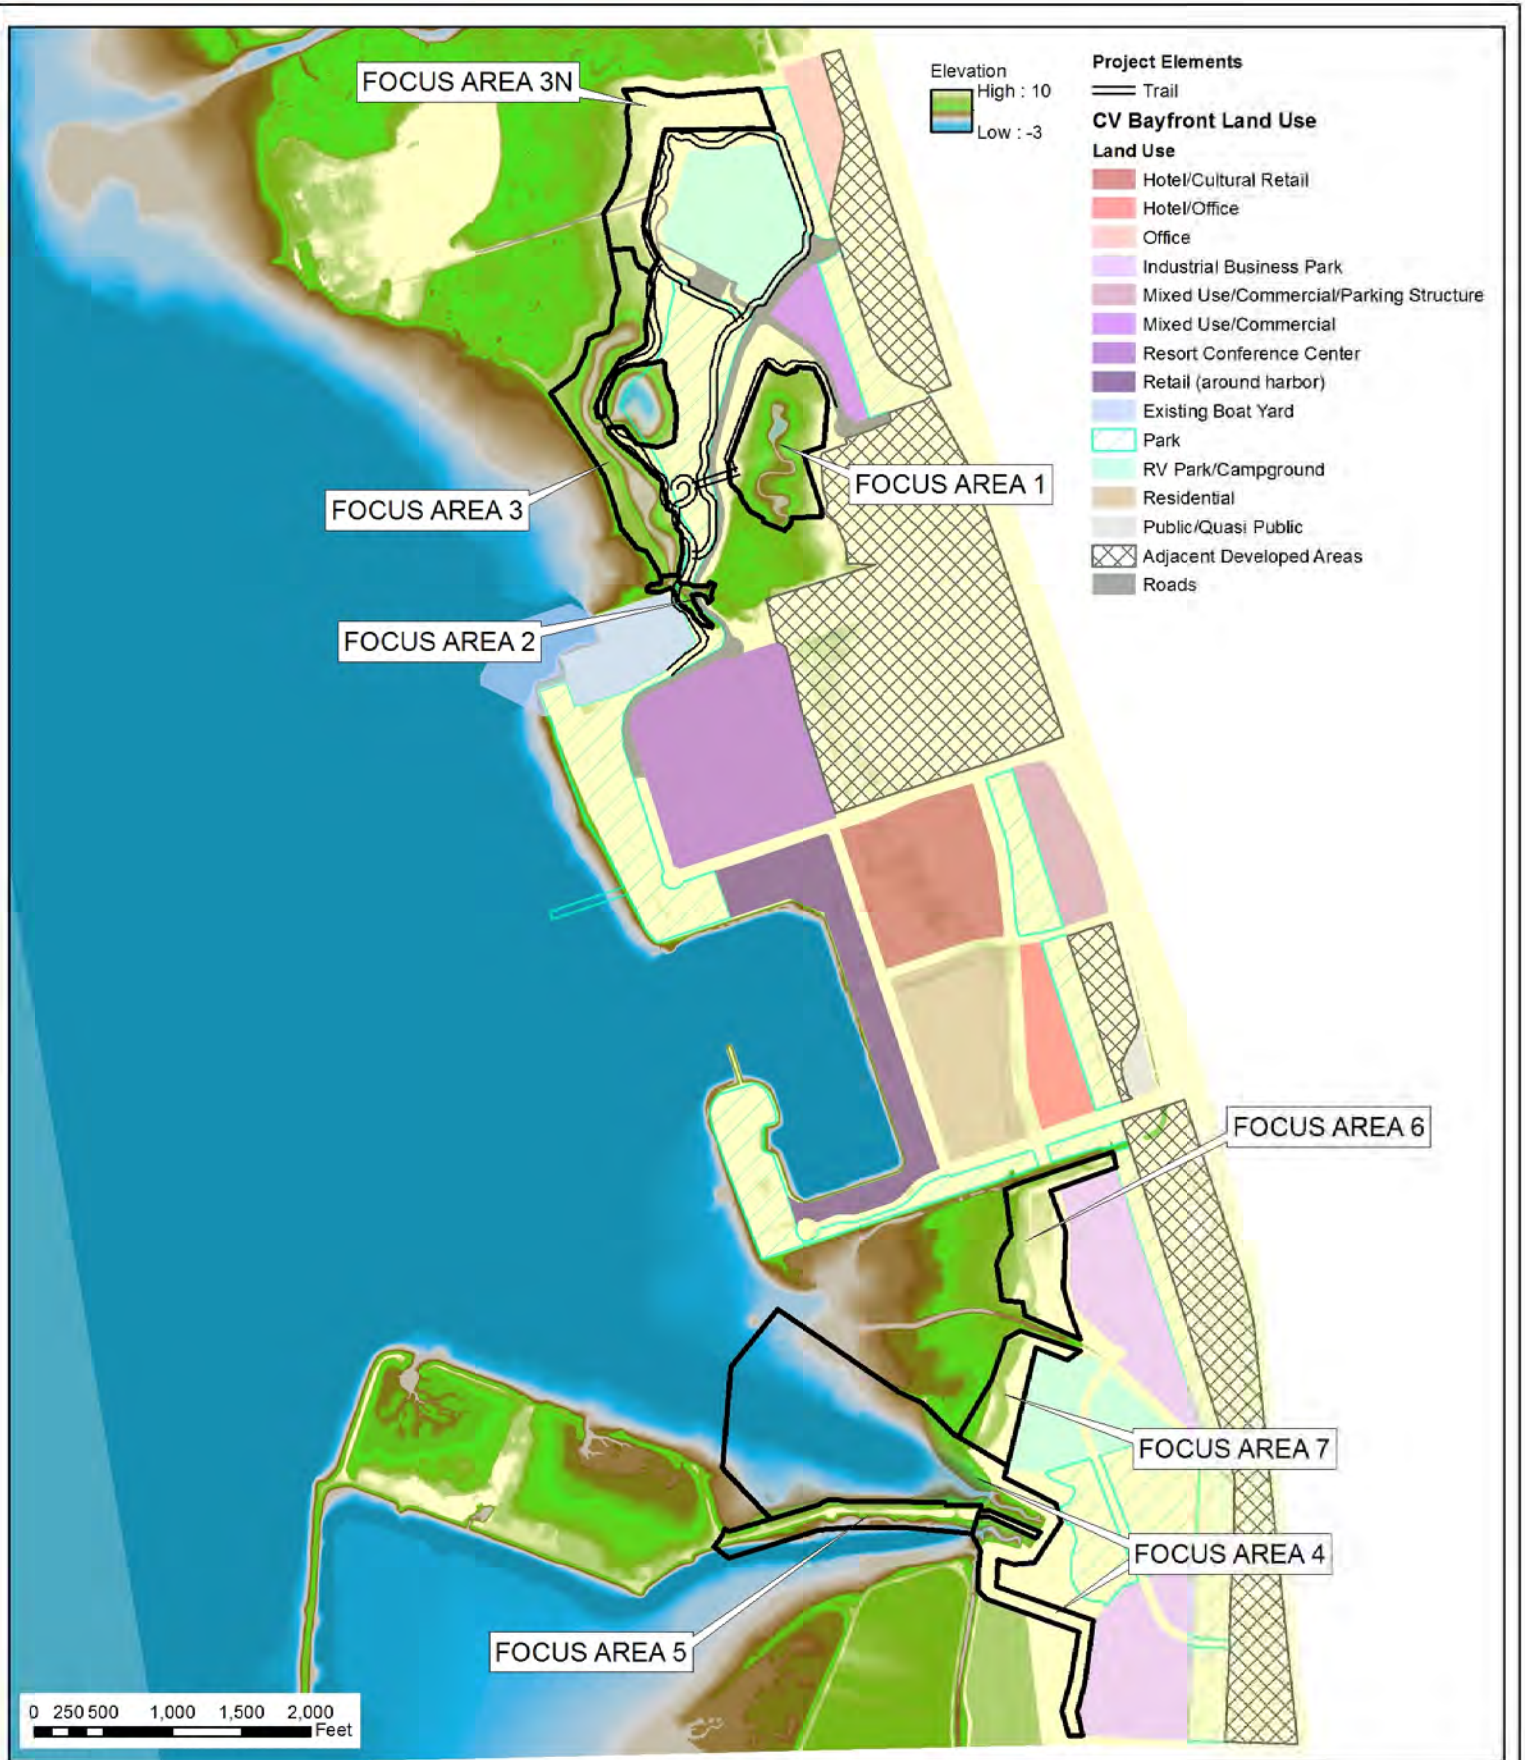 FOCUS AREA 3N
Elevation
High : 10
Low : -3
Project Elements
Trail
CV Bayfront Land Use
Land Use
Hotel/Cultural Retail
Hotel/Office
Office
Industrial Business Park
Mixed Use/Commercial/Parking Structure
Mixed Use/Commercial
Resort Conference Center
Retail (around harbor)
Existing Boat Yard
Park
RV Park/Campground
Residential
Public/Quasi Public
Adjacent Developed Areas
Roads
FOCUS AREA 1
FOCUS AREA 3
FOCUS AREA 2
FOCUS AREA 6
FOCUS AREA 7
FOCUS AREA 4
FOCUS AREA 5
0 250 500 1,000 1,500 2,000
Feet